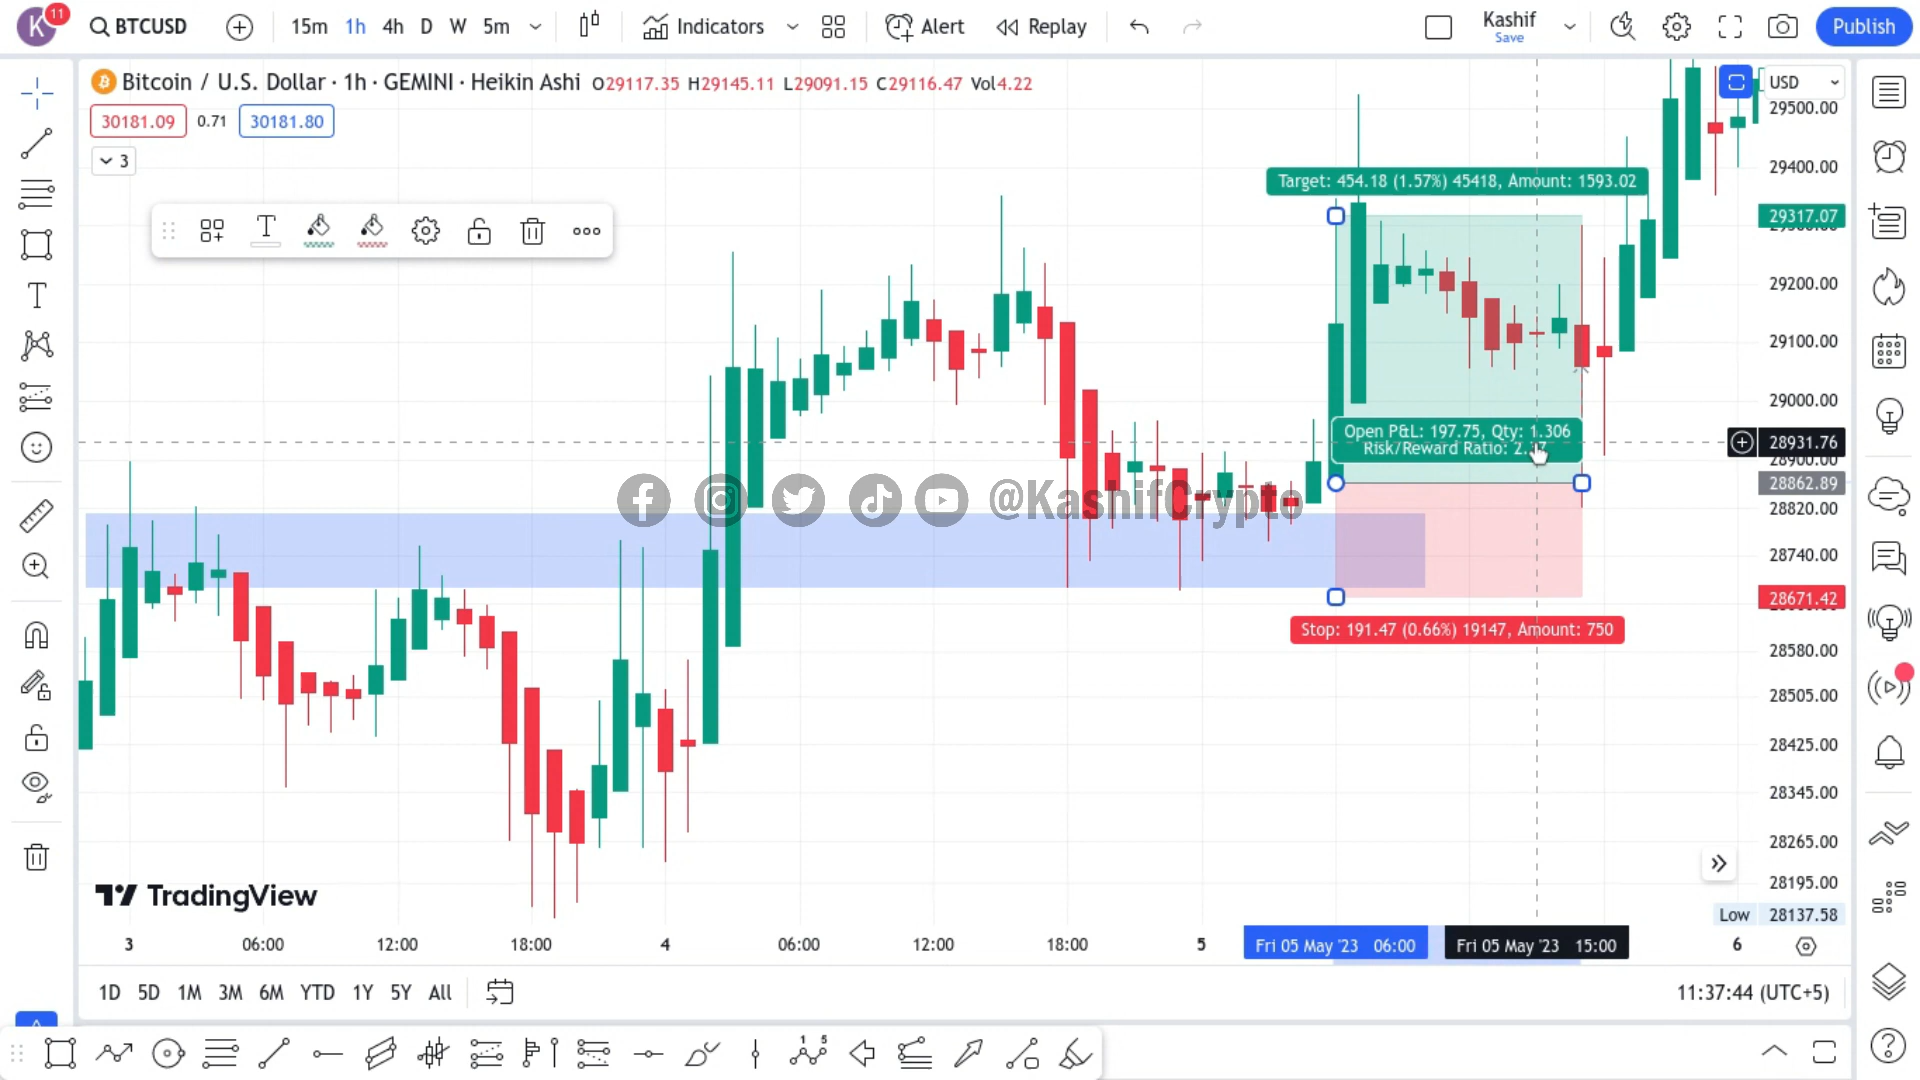 K 11 BTCUSD 15m 1h 4h D W 5m Indicators Alert Replay Kashif Save Publish
Bitcoin / U.S. Dollar · 1h · GEMINI · Heikin Ashi O29117.35 H29145.11 L29091.15 C29116.47 Vol4.22
USD
30181.09 0.71 30181.80
3
T
T
Target: 454.18 (1.57%) 45418, Amount: 1593.02
Open P&L: 197.75, Qty: 1.306
Risk/Reward Ratio:
@KashifCrypto
Stop: 191.47 (0.66%) 19147, Amount: 750
29500.00
29400.00
29317.07
29200.00
29100.00
29000.00
28931.76
28900.00
28862.89
28820.00
28740.00
28671.42
28580.00
28505.00
28425.00
28345.00
28265.00
28195.00
Low 28137.58
TradingView
3 06:00 12:00 18:00 4 06:00 12:00 18:00 5 Fri 05 May '23 06:00 Fri 05 May '23 15:00 6
1D 5D 1M 3M 6M YTD 1Y 5Y All 11:37:44 (UTC+5)
1 5